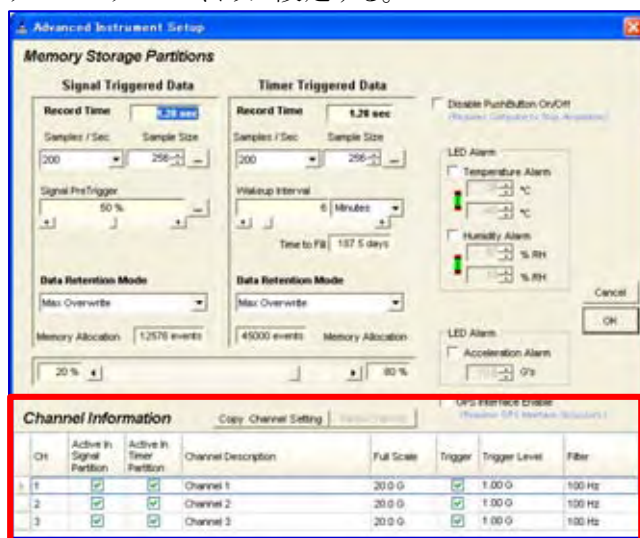 Advanced Instrument Setup
Memory Storage Partitions
Signal Triggered Data
Record Time 1.28 sec
Samples / Sec Sample Size
200 256 ...
Signal PreTrigger
50 % ...
Data Retention Mode
Max Overwrite
Memory Allocation 12576 events
Timer Triggered Data
Record Time 1.28 sec
Samples / Sec Sample Size
200 256 ...
Wakeup Interval
6 Minutes
Time to Fill 187.5 days
Data Retention Mode
Max Overwrite
45000 events Memory Allocation
20 % 80 %
Disable PushButton On/Off
LED Alarm
Temperature Alarm
°C
°C
Humidity Alarm
% RH
% RH
LED Alarm
Acceleration Alarm
G's
GPS Interface Enable
Cancel
OK
Channel Information Copy Channel Setting
CH Active In Signal Partition Active In Timer Partition Channel Description Full Scale Trigger Trigger Level Filter
1 Channel 1 20.0 G 1.00 G 100 Hz
2 Channel 2 20.0 G 1.00 G 100 Hz
3 Channel 3 20.0 G 1.00 G 100 Hz